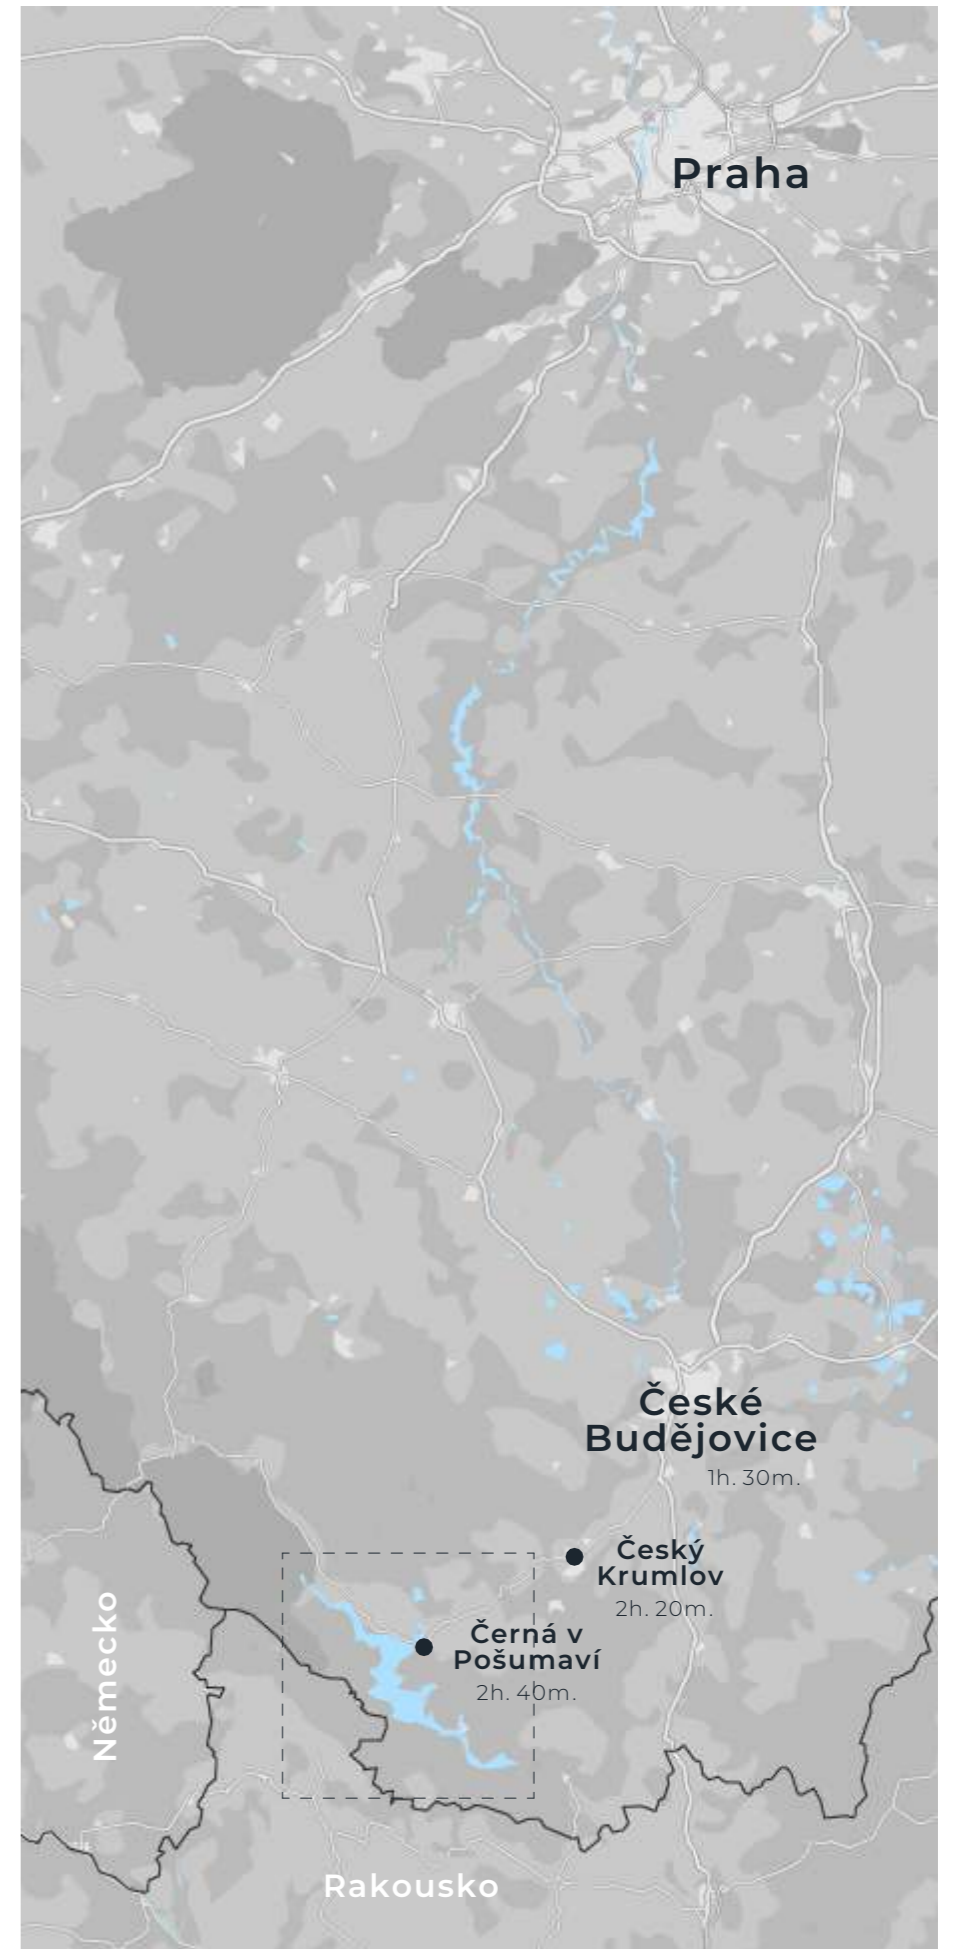 Praha
České
Budějovice
1h. 30m.
Český
Krumlov
2h. 20m.
Černá v
Pošumaví
2h. 40m.
Německo
Rakousko